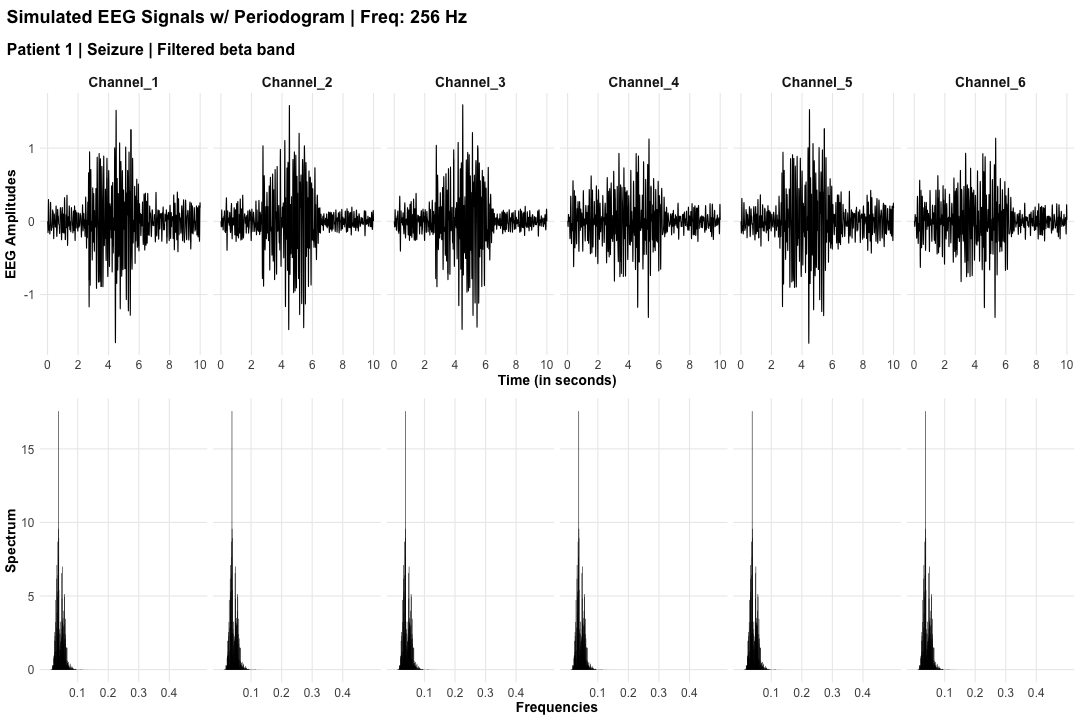 Simulated EEG Signals w/ Periodogram | Freq: 256 Hz
Patient 1 | Seizure | Filtered beta band
Channel_1 Channel_2 Channel_3 Channel_4 Channel_5 Channel_6
EEG Amplitudes
1
0
-1
0 2 4 6 8 10 0 2 4 6 8 10 0 2 4 6 8 10 0 2 4 6 8 10 0 2 4 6 8 10 0 2 4 6 8 10
Time (in seconds)
Spectrum
15
10
5
0
0.1 0.2 0.3 0.4 0.1 0.2 0.3 0.4 0.1 0.2 0.3 0.4 0.1 0.2 0.3 0.4 0.1 0.2 0.3 0.4 0.1 0.2 0.3 0.4
Frequencies